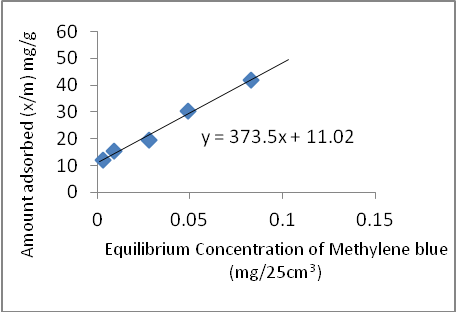 Amount adsorbed (x/m) mg/g
60
50
40
30
20
10
0
y = 373.5x + 11.02
0 0.05 0.1 0.15
Equilibrium Concentration of Methylene blue
(mg/25cm³)